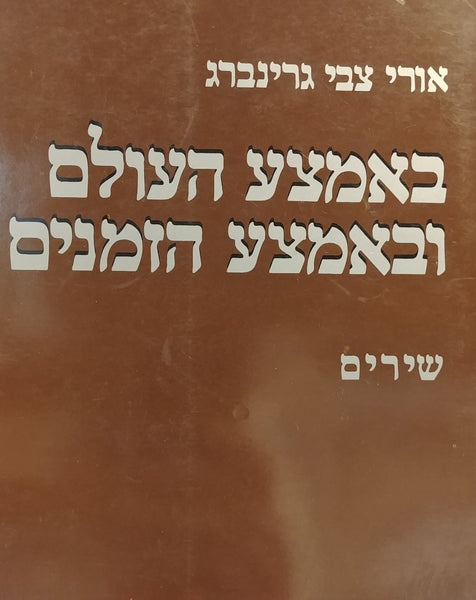 אורי צבי גרינברג
באמצע העולם
ובאמצע הזמנים
שירים